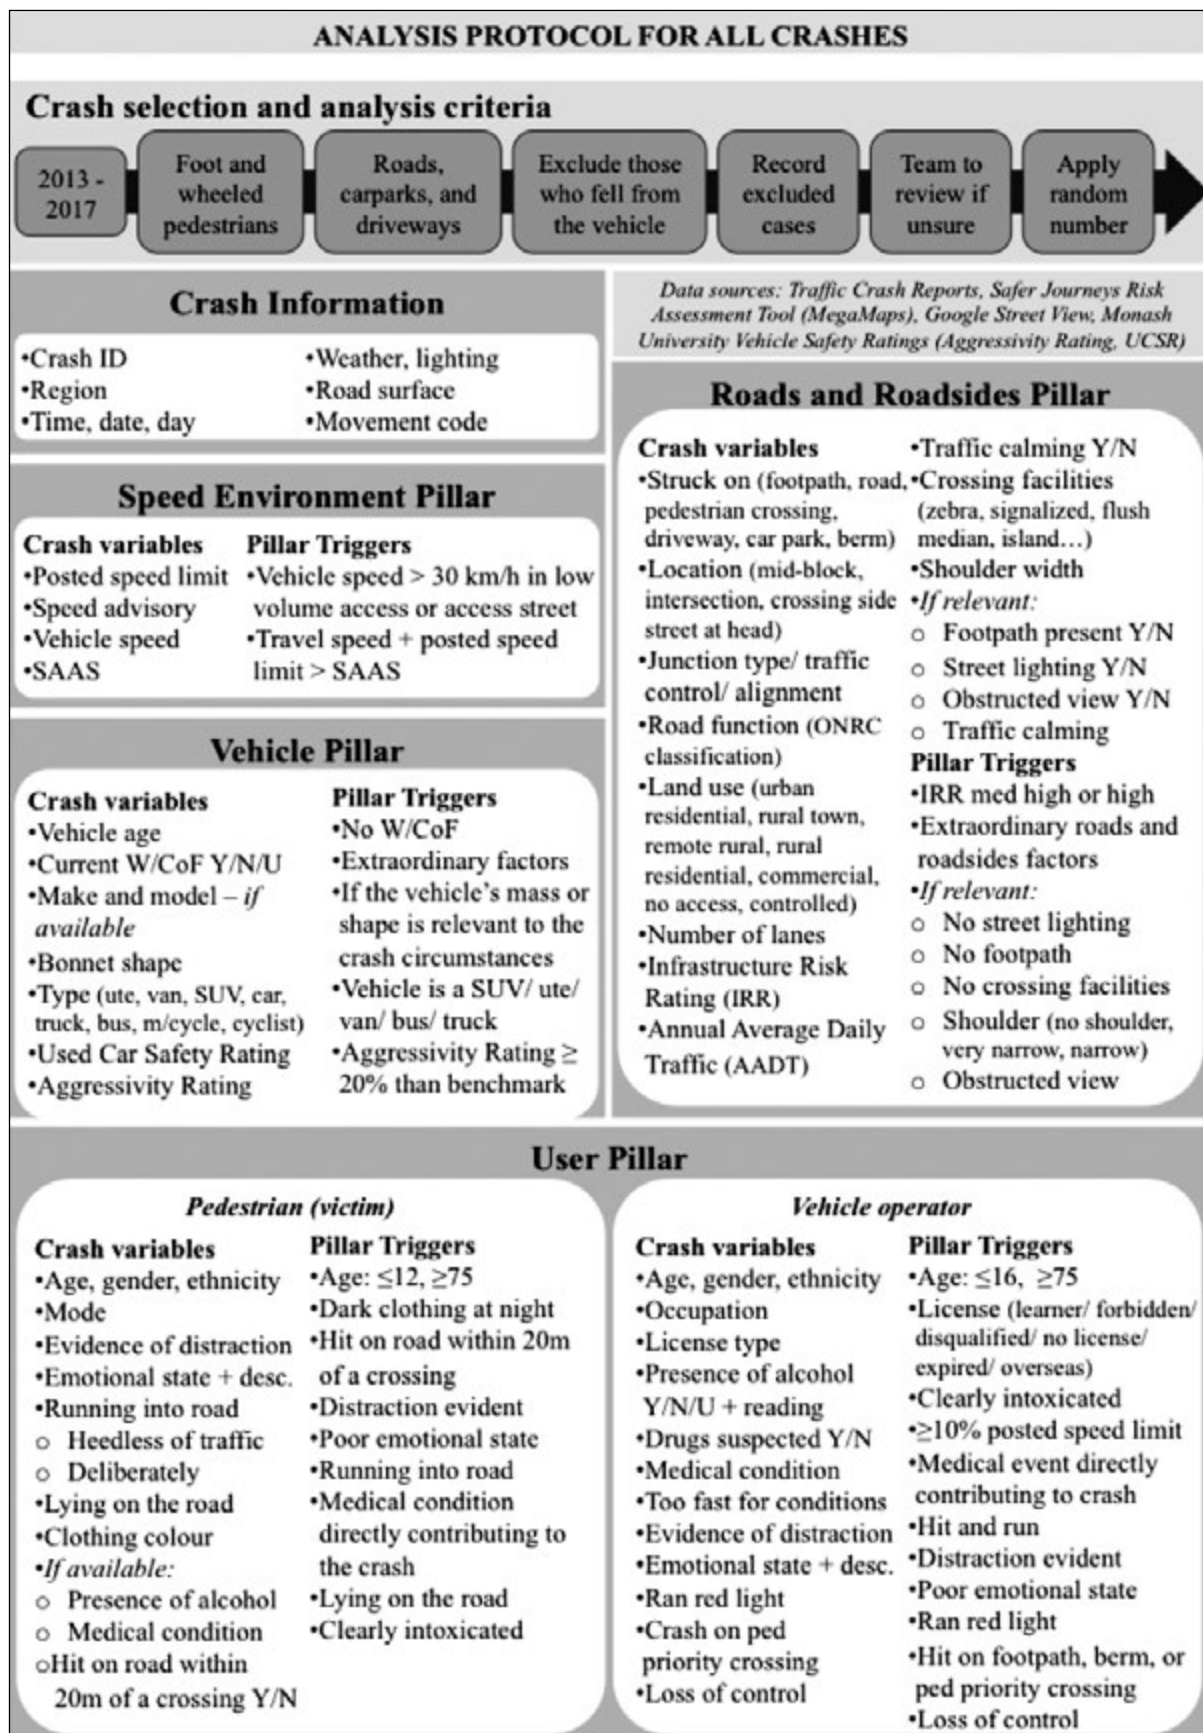 ANALYSIS PROTOCOL FOR ALL CRASHES
Crash selection and analysis criteria
2013 -
2017
Foot and
wheeled
pedestrians
Roads,
carparks, and
driveways
Exclude those
who fell from
the vehicle
Record
excluded
cases
Team to
review if
unsure
Apply
random
number
Crash Information
•Crash ID
•Region
•Time, date, day
•Weather, lighting
•Road surface
•Movement code
Data sources: Traffic Crash Reports, Safer Journeys Risk
Assessment Tool (MegaMaps), Google Street View, Monash
University Vehicle Safety Ratings (Aggressivity Rating, UCSR)
Speed Environment Pillar
Crash variables
•Posted speed limit
•Speed advisory
•Vehicle speed
•SAAS
Pillar Triggers
•Vehicle speed > 30 km/h in low
volume access or access street
•Travel speed + posted speed
limit > SAAS
Vehicle Pillar
Crash variables
•Vehicle age
•Current W/CoF Y/N/U
•Make and model – if
available
•Bonnet shape
•Type (ute, van, SUV, car,
truck, bus, m/cycle, cyclist)
•Used Car Safety Rating
•Aggressivity Rating
Pillar Triggers
•No W/CoF
•Extraordinary factors
•If the vehicle's mass or
shape is relevant to the
crash circumstances
•Vehicle is a SUV/ ute/
van/ bus/ truck
•Aggressivity Rating ≥
20% than benchmark
Roads and Roadsides Pillar
Crash variables
•Struck on (footpath, road,
pedestrian crossing,
driveway, car park, berm)
•Location (mid-block,
intersection, crossing side
street at head)
•Junction type/ traffic
control/ alignment
•Road function (ONRC
classification)
•Land use (urban
residential, rural town,
remote rural, rural
residential, commercial,
no access, controlled)
•Number of lanes
•Infrastructure Risk
Rating (IRR)
•Annual Average Daily
Traffic (AADT)
•Traffic calming Y/N
•Crossing facilities
(zebra, signalized, flush
median, island…)
•Shoulder width
•If relevant:
o Footpath present Y/N
o Street lighting Y/N
o Obstructed view Y/N
o Traffic calming
Pillar Triggers
•IRR med high or high
•Extraordinary roads and
roadsides factors
•If relevant:
o No street lighting
o No footpath
o No crossing facilities
o Shoulder (no shoulder,
very narrow, narrow)
o Obstructed view
User Pillar
Pedestrian (victim)
Crash variables
•Age, gender, ethnicity
•Mode
•Evidence of distraction
•Emotional state + desc.
•Running into road
o Heedless of traffic
o Deliberately
•Lying on the road
•Clothing colour
•If available:
o Presence of alcohol
o Medical condition
oHit on road within
20m of a crossing Y/N
Pillar Triggers
•Age: ≤12, ≥75
•Dark clothing at night
•Hit on road within 20m
of a crossing
•Distraction evident
•Poor emotional state
•Running into road
•Medical condition
directly contributing to
the crash
•Lying on the road
•Clearly intoxicated
Vehicle operator
Crash variables
•Age, gender, ethnicity
•Occupation
•License type
•Presence of alcohol
Y/N/U + reading
•Drugs suspected Y/N
•Medical condition
•Too fast for conditions
•Evidence of distraction
•Emotional state + desc.
•Ran red light
•Crash on ped
priority crossing
•Loss of control
Pillar Triggers
•Age: ≤16, ≥75
•License (learner/ forbidden/
disqualified/ no license/
expired/ overseas)
•Clearly intoxicated
•≥10% posted speed limit
•Medical event directly
contributing to crash
•Hit and run
•Distraction evident
•Poor emotional state
•Ran red light
•Hit on footpath, berm, or
ped priority crossing
•Loss of control